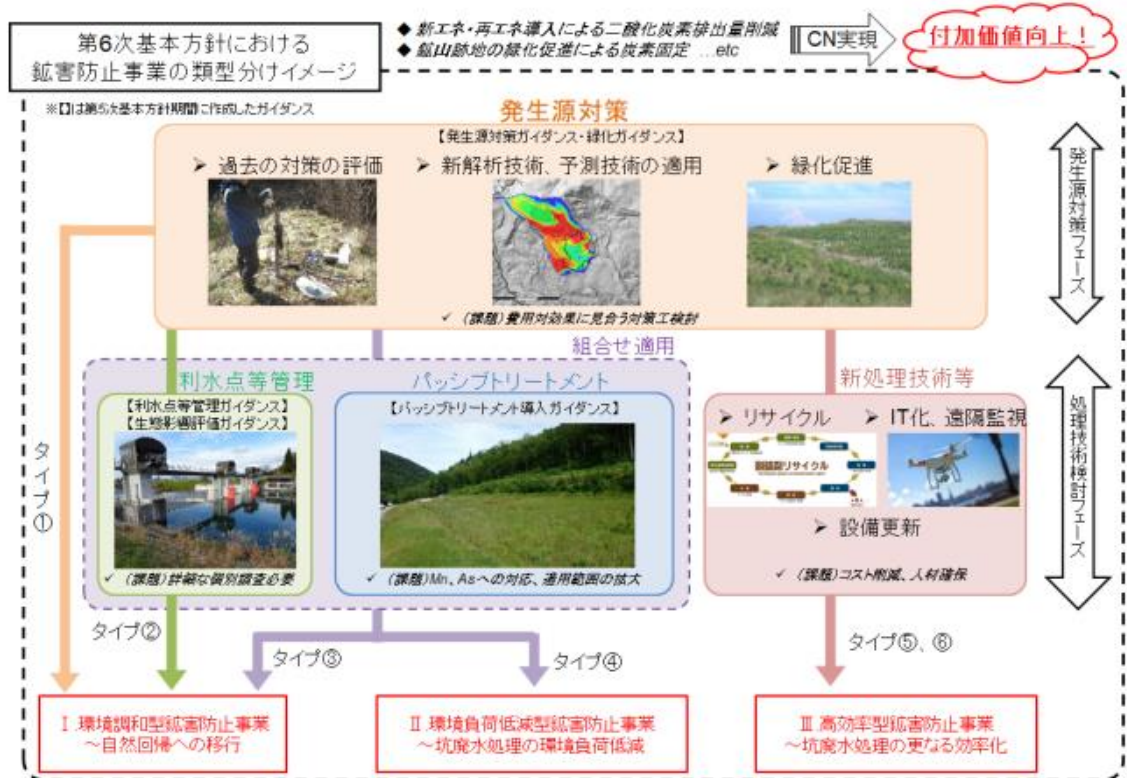 第6次基本方針における
鉱害防止事業の類型分けイメージ
◆ 新エネ・再エネ導入による二酸化炭素排出量削減
◆ 鉱山跡地の緑化促進による炭素固定 …etc
CN実現
付加価値向上！
※【】は第5次基本方針期間に作成したガイダンス
発生源対策
【発生源対策ガイダンス・緑化ガイダンス】
➤ 過去の対策の評価
➤ 新解析技術、予測技術の適用
➤ 緑化促進
✓ （課題）費用対効果に見合う対策工検討
発生源対策フェーズ
組合せ適用
利水点等管理
【利水点等管理ガイダンス】
【生態影響評価ガイダンス】
✓ （課題）詳細な個別調査必要
パッシブトリートメント
【パッシブトリートメント導入ガイダンス】
✓ （課題）Mn、Asへの対応、適用範囲の拡大
新処理技術等
➤ リサイクル
➤ IT化、遠隔監視
➤ 設備更新
✓ （課題）コスト削減、人材確保
処理技術検討フェーズ
タイプ①
タイプ②
タイプ③
タイプ④
タイプ⑤、⑥
Ⅰ.環境調和型鉱害防止事業
～自然回帰への移行
Ⅱ.環境負荷低減型鉱害防止事業
～坑廃水処理の環境負荷低減
Ⅲ.高効率型鉱害防止事業
～坑廃水処理の更なる効率化